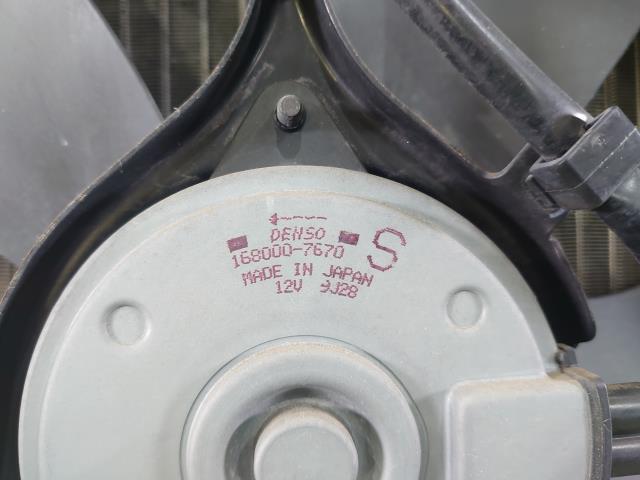 DENSO
168000-7670 S
MADE IN JAPAN
12V 9J28